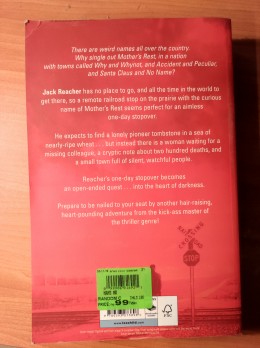 There are weird names all over the country.
Why single out Mother's Rest, in a nation
with towns called Why and Whynot, and Accident and Peculiar,
and Santa Claus and No Name?
Jack Reacher has no place to go, and all the time in the world to
get there, so a remote railroad stop on the prairie with the curious
name of Mother's Rest seems perfect for an aimless
one-day stopover.
He expects to find a lonely pioneer tombstone in a sea of
nearly-ripe wheat . . . but instead there is a woman waiting for
a missing colleague, a cryptic note about two hundred deaths, and
a small town full of silent, watchful people.
Reacher's one-day stopover becomes
an open-ended quest . . . into the heart of darkness.
Prepare to be nailed to your seat by another hair-raising,
heart-pounding adventure from the kick-ass master of
the thriller genre!
CROSSING
STOP
PRICE .99
FSC